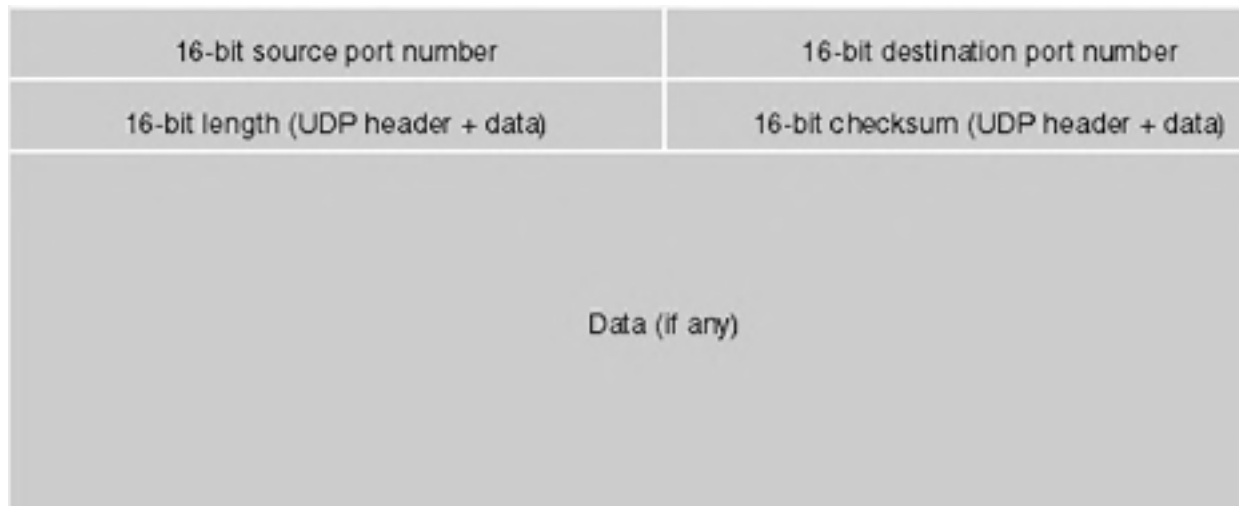 16-bit source port number
16-bit destination port number
16-bit length (UDP header + data)
16-bit checksum (UDP header + data)
Data (if any)